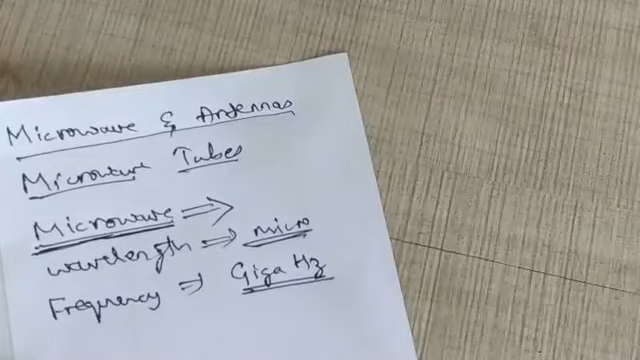 Microwave & Antennas
Microwave Tubes
Microwave ⇒
wavelength ⇒ micro
Frequency ⇒ Giga Hz